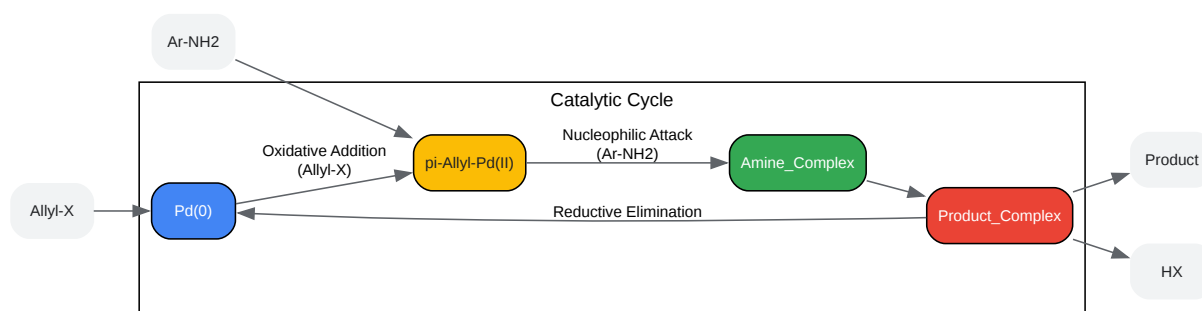 Ar-NH2
Catalytic Cycle
Oxidative Addition
(Allyl-X)
pi-Allyl-Pd(II)
Nucleophilic Attack
(Ar-NH2)
Amine_Complex
Product
Allyl-X
Pd(0)
Reductive Elimination
Product_Complex
HX